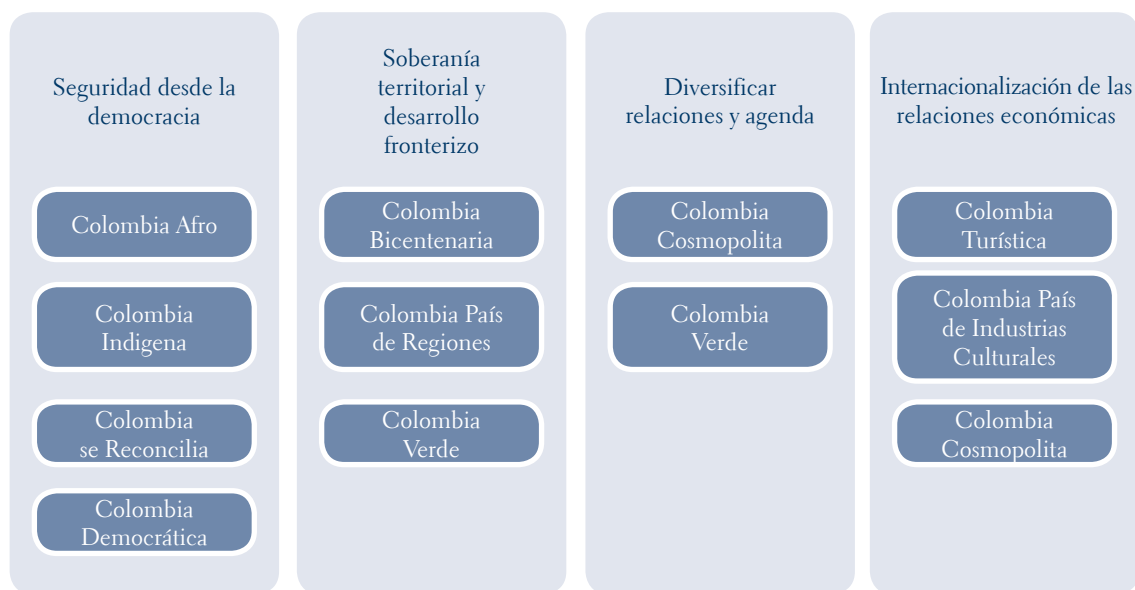 Seguridad desde la
democracia
Colombia Afro
Colombia
Indigena
Colombia
se Reconcilia
Colombia
Democrática
Soberanía
territorial y
desarrollo
fronterizo
Colombia
Bicentenaria
Colombia País
de Regiones
Colombia
Verde
Diversificar
relaciones y agenda
Colombia
Cosmopolita
Colombia
Verde
Internacionalización de las
relaciones económicas
Colombia
Turística
Colombia País
de Industrias
Culturales
Colombia
Cosmopolita